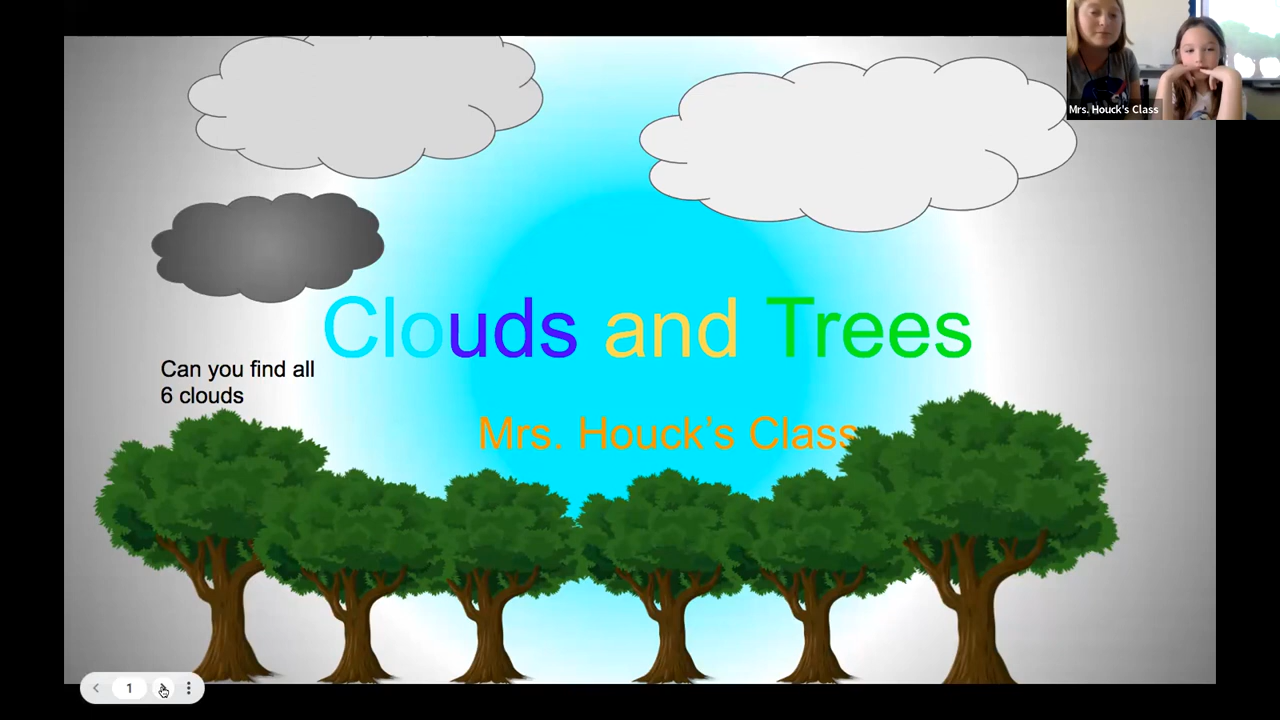 Mrs. Houck's Class
Clouds and Trees
Can you find all
6 clouds
Mrs. Houck's Class
1